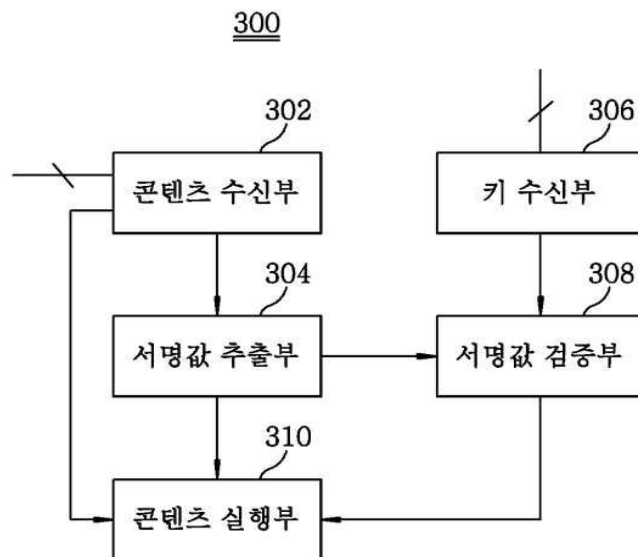 300
302
콘텐츠 수신부
306
키 수신부
304
서명값 추출부
308
서명값 검증부
310
콘텐츠 실행부